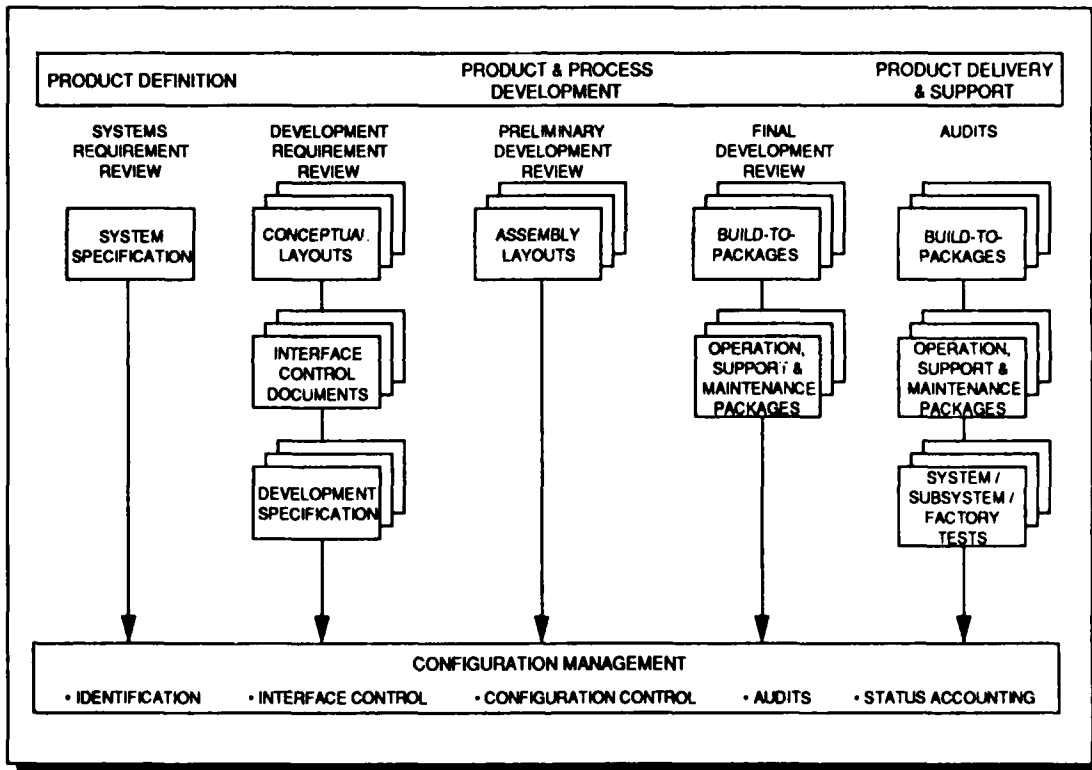 PRODUCT DEFINITION
PRODUCT & PROCESS
DEVELOPMENT
PRODUCT DELIVERY
& SUPPORT
SYSTEMS
REQUIREMENT
REVIEW
DEVELOPMENT
REQUIREMENT
REVIEW
PRELIMINARY
DEVELOPMENT
REVIEW
FINAL
DEVELOPMENT
REVIEW
AUDITS
SYSTEM
SPECIFICATION
CONCEPTUAL
LAYOUTS
ASSEMBLY
LAYOUTS
BUILD-TO-
PACKAGES
BUILD-TO-
PACKAGES
INTERFACE
CONTROL
DOCUMENTS
OPERATION,
SUPPORT &
MAINTENANCE
PACKAGES
OPERATION,
SUPPORT &
MAINTENANCE
PACKAGES
DEVELOPMENT
SPECIFICATION
SYSTEM /
SUBSYSTEM /
FACTORY
TESTS
CONFIGURATION MANAGEMENT
• IDENTIFICATION • INTERFACE CONTROL • CONFIGURATION CONTROL • AUDITS • STATUS ACCOUNTING